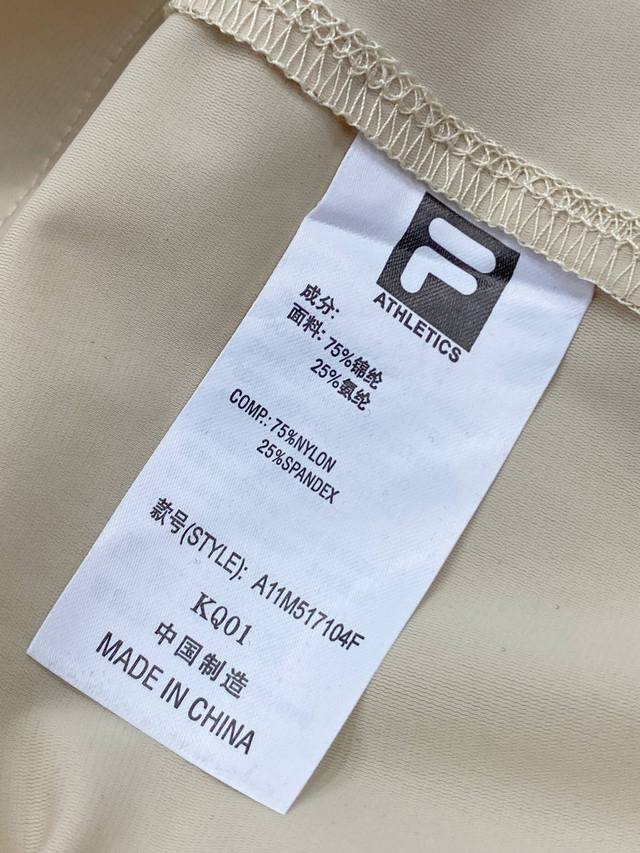 F
ATHLETICS
成分:
面料: 75%锦纶
25%氨纶
COMP.: 75%NYLON
25%SPANDEX
款号(STYLE): A11M517104F
KQ01
中国制造
MADE IN CHINA